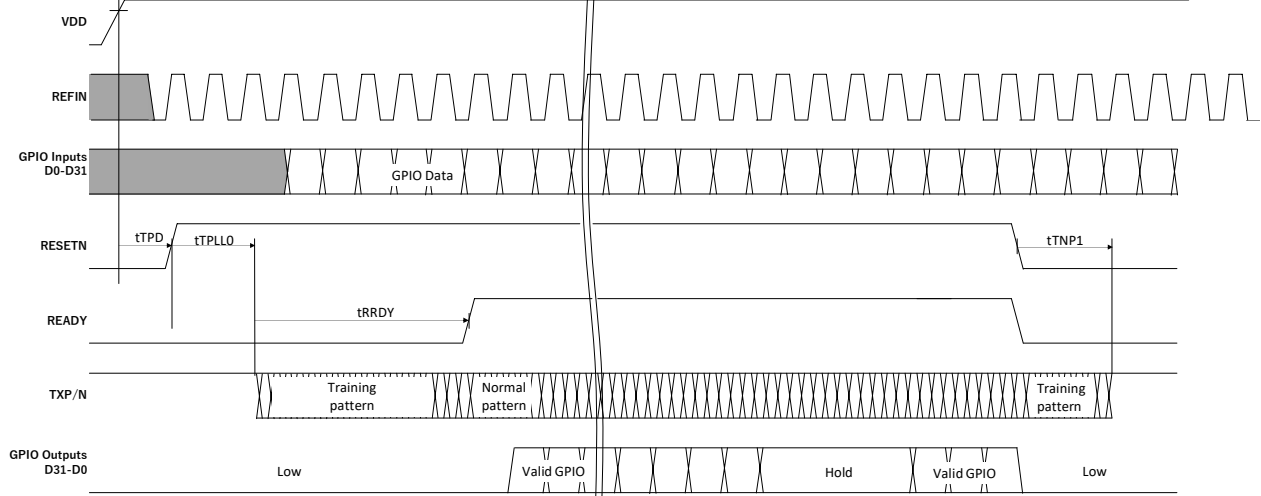 VDD
REFIN
GPIO Inputs
D0-D31
GPIO Data
RESETN
tTPD
tTPLL0
tTNP1
READY
tRRDY
TXP/N
Training
pattern
Normal
pattern
Training
pattern
GPIO Outputs
D31-D0
Low
Valid GPIO
Hold
Valid GPIO
Low